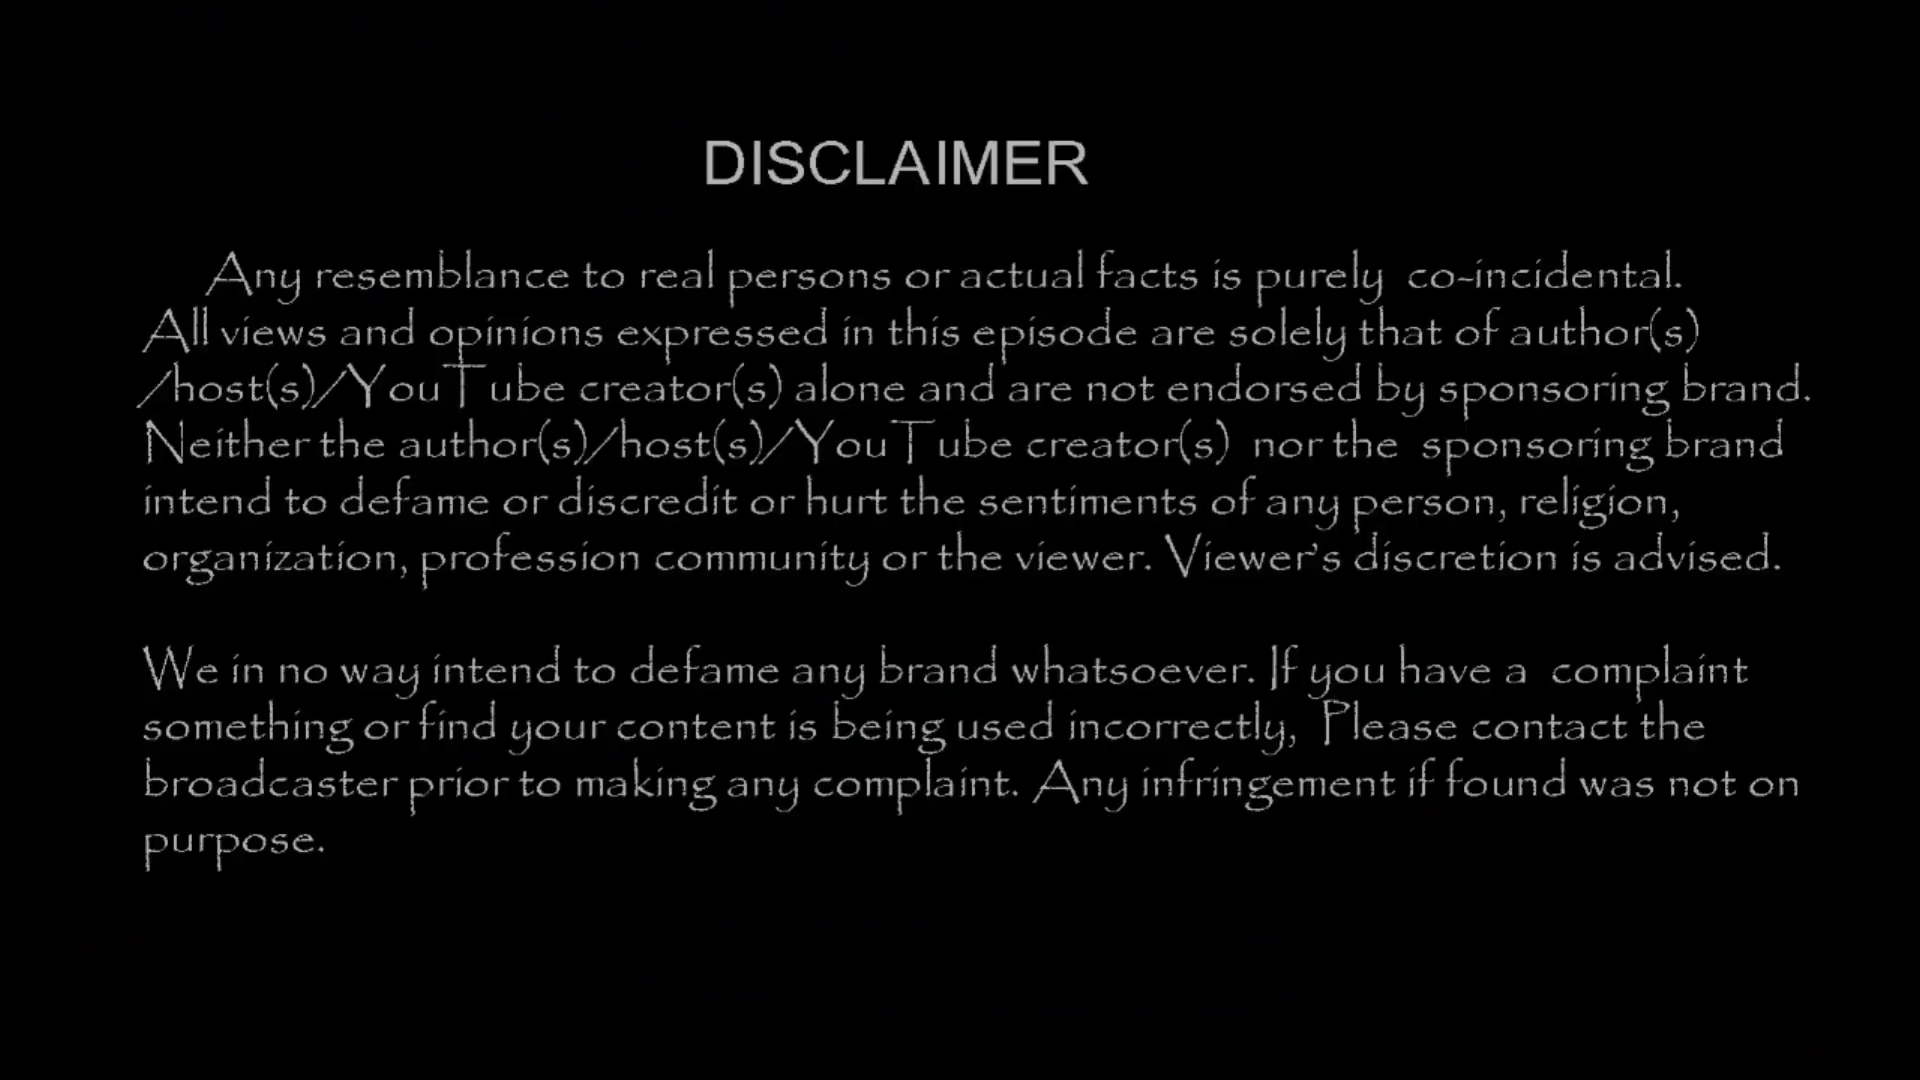 DISCLAIMER
Any resemblance to real persons or actual facts is purely co-incidental.
All views and opinions expressed in this episode are solely that of author(s)
/host(s)/YouTube creator(s) alone and are not endorsed by sponsoring brand.
Neither the author(s)/host(s)/YouTube creator(s) nor the sponsoring brand
intend to defame or discredit or hurt the sentiments of any person, religion,
organization, profession community or the viewer. Viewer's discretion is advised.
We in no way intend to defame any brand whatsoever. If you have a complaint
something or find your content is being used incorrectly, Please contact the
broadcaster prior to making any complaint. Any infringement if found was not on
purpose.